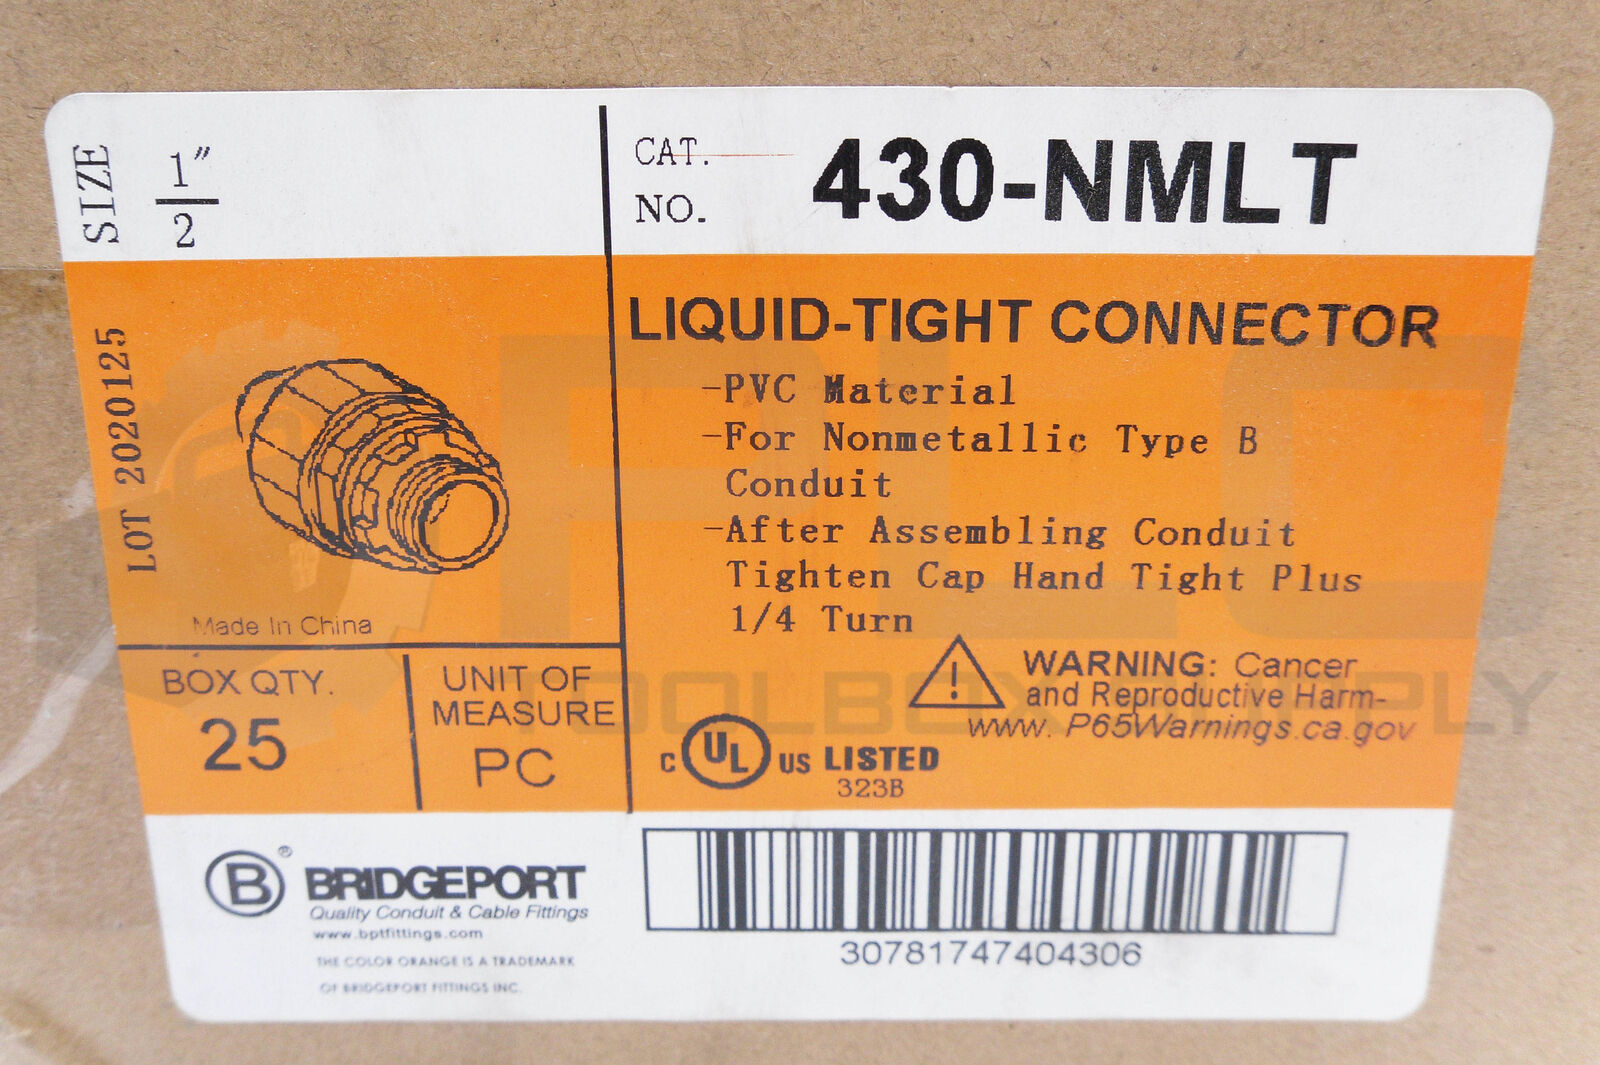 SIZE 1"
2
CAT.
NO.
430-NMLT
LOT 2020125
Made In China
BOX QTY.
25
UNIT OF
MEASURE
PC
LIQUID-TIGHT CONNECTOR
-PVC Material
-For Nonmetallic Type B
Conduit
-After Assembling Conduit
Tighten Cap Hand Tight Plus
1/4 Turn
WARNING: Cancer
and Reproductive Harm-
www. P65Warnings.ca.gov
C UL US LISTED
323B
B ® BRIDGEPORT
Quality Conduit & Cable Fittings
www.bptfittings.com
THE COLOR ORANGE IS A TRADEMARK
OF BRIDGEPORT FITTINGS INC.
30781747404306
PLC
TOOLBOX SUPPLY